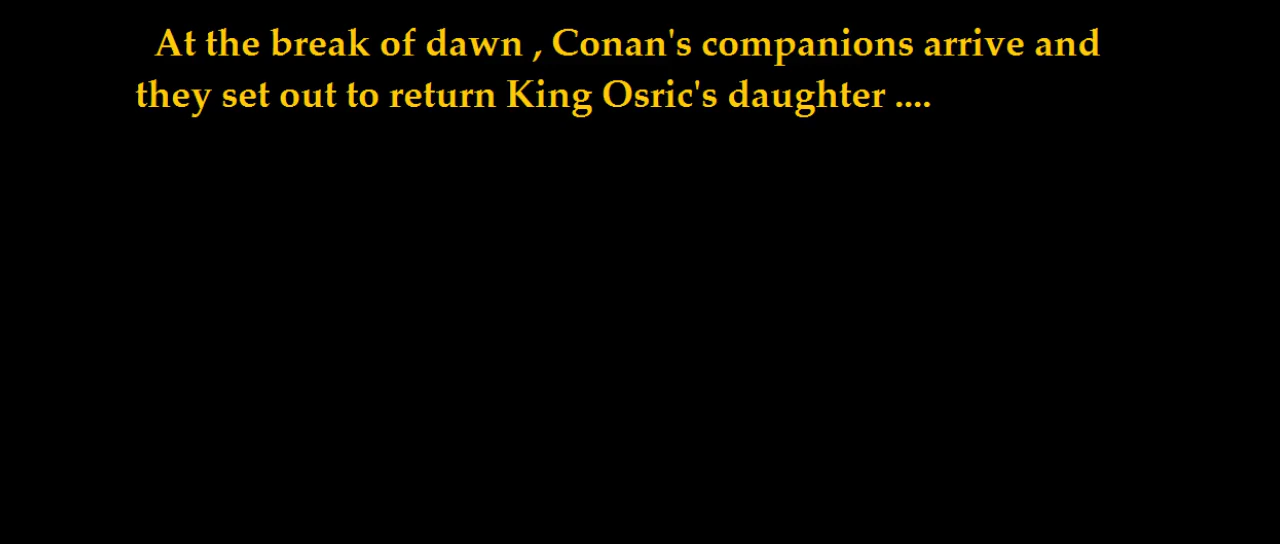 At the break of dawn , Conan's companions arrive and
they set out to return King Osric's daughter ....